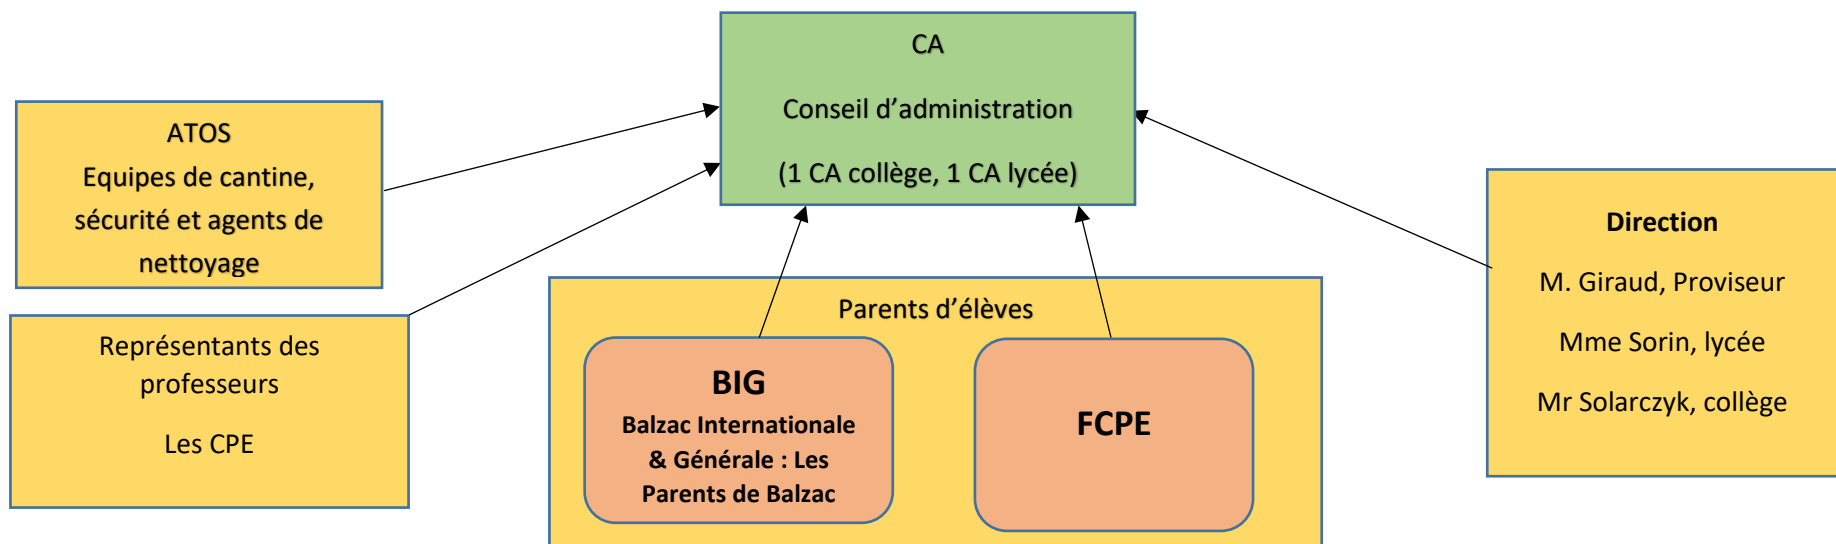 CA
Conseil d’administration
(1 CA collège, 1 CA lycée)
ATOS
Equipes de cantine,
sécurité et agents de
nettoyage
Représentants des
professeurs
Les CPE
Parents d’élèves
BIG
Balzac Internationale
& Générale : Les
Parents de Balzac
FCPE
Direction
M. Giraud, Proviseur
Mme Sorin, lycée
Mr Solarczyk, collège